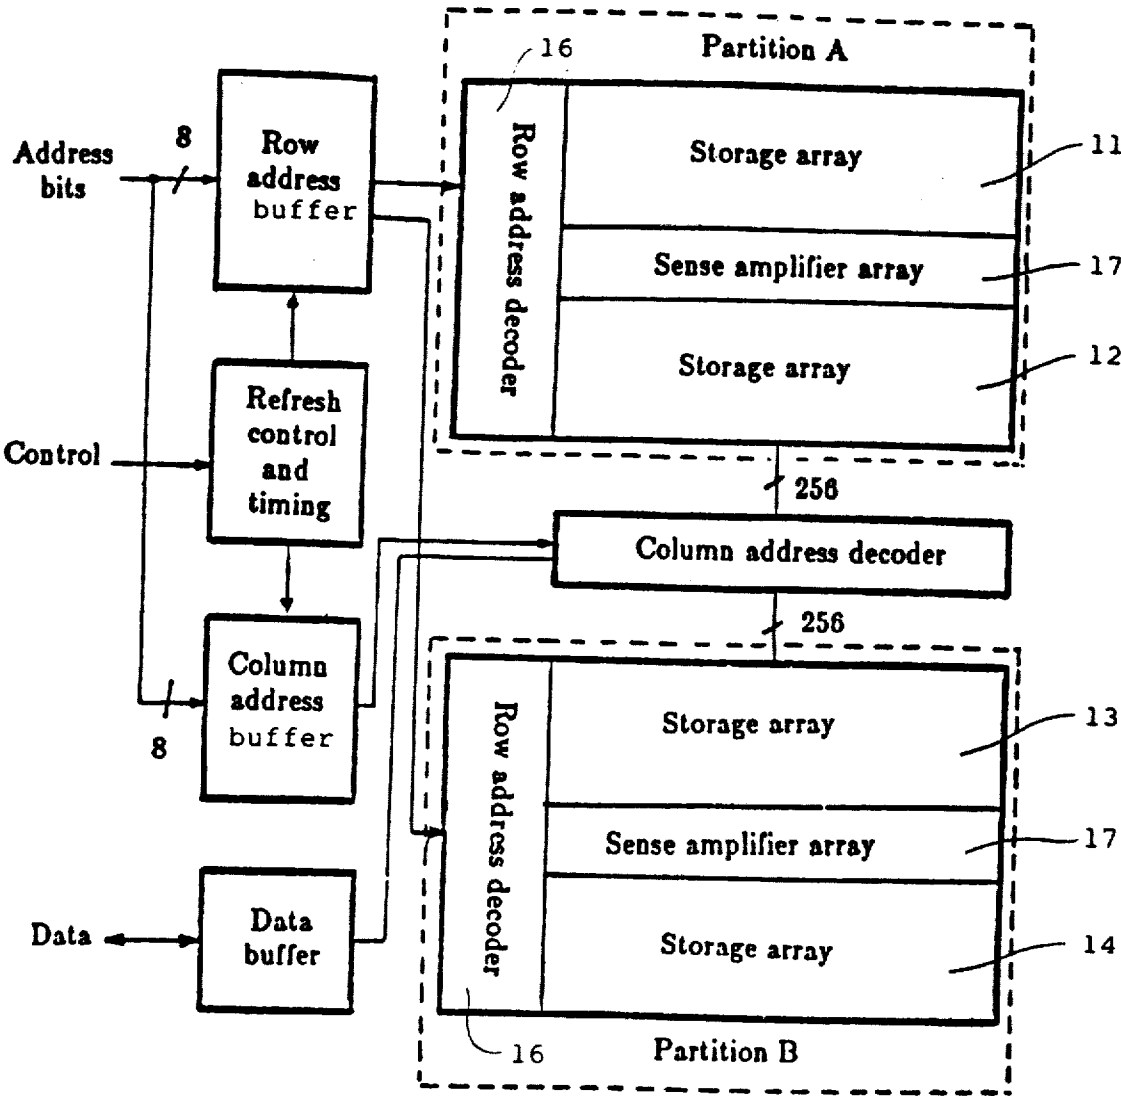 Partition A
16
Row address decoder
Storage array
11
Sense amplifier array
17
Storage array
12
Address
bits
8
Row
address
buffer
Refresh
control
and
timing
Control
256
Column address decoder
256
Column
address
buffer
8
Row address decoder
Storage array
13
Sense amplifier array
17
Storage array
14
Data
Data
buffer
16
Partition B